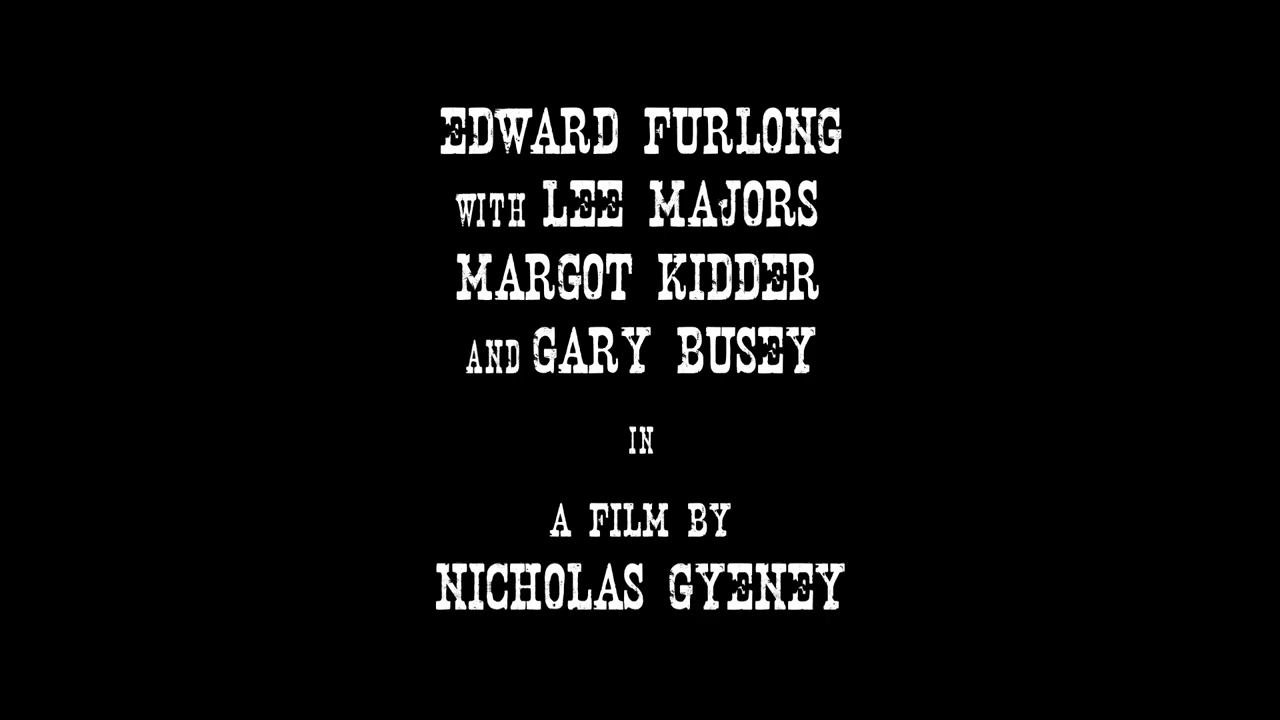 EDWARD FURLONG
WITH LEE MAJORS
MARGOT KIDDER
AND GARY BUSEY
IN
A FILM BY
NICHOLAS GYENEY